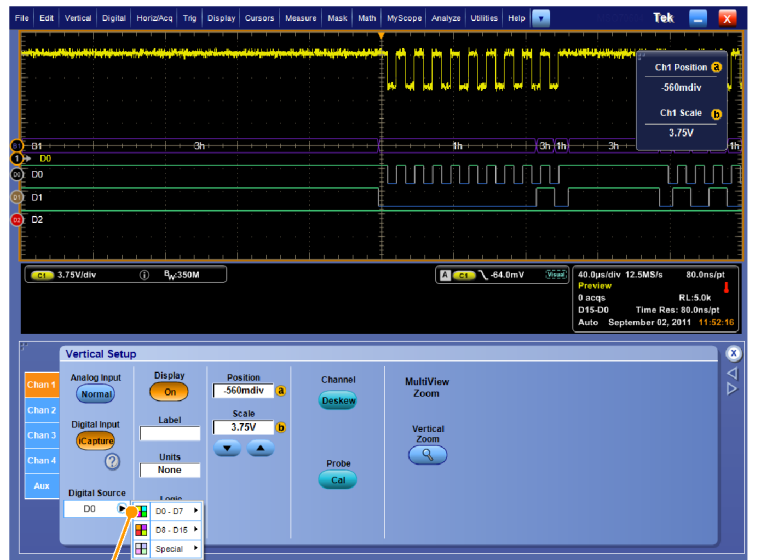 File Edit Vertical Digital Horiz/Acq Trig Display Cursors Measure Mask Math MyScope Analyze Utilities Help Tek X
Ch1 Position a
-560mdiv
Ch1 Scale b
3.75V
B1 B1 3h 1h 3h 1h 3h 1h
1 D0
D0 D0
D1 D1
D2 D2
C1 3.75V/div BW:350M
A C1 -64.0mV Visual
40.0µs/div 12.5MS/s 80.0ns/pt
Preview
0 acqs RL:5.0k
D15-D0 Time Res: 80.0ns/pt
Auto September 02, 2011 11:52:16
Vertical Setup X
Chan 1
Chan 2
Chan 3
Chan 4
Aux
Analog Input
Normal
Digital Input
iCapture
?
Digital Source
D0
Display
On
Label
Units
None
Logic
D0 - D7
D8 - D15
Special
Position
-560mdiv a
Scale
3.75V b
Channel
Deskew
Probe
Cal
MultiView
Zoom
Vertical
Zoom